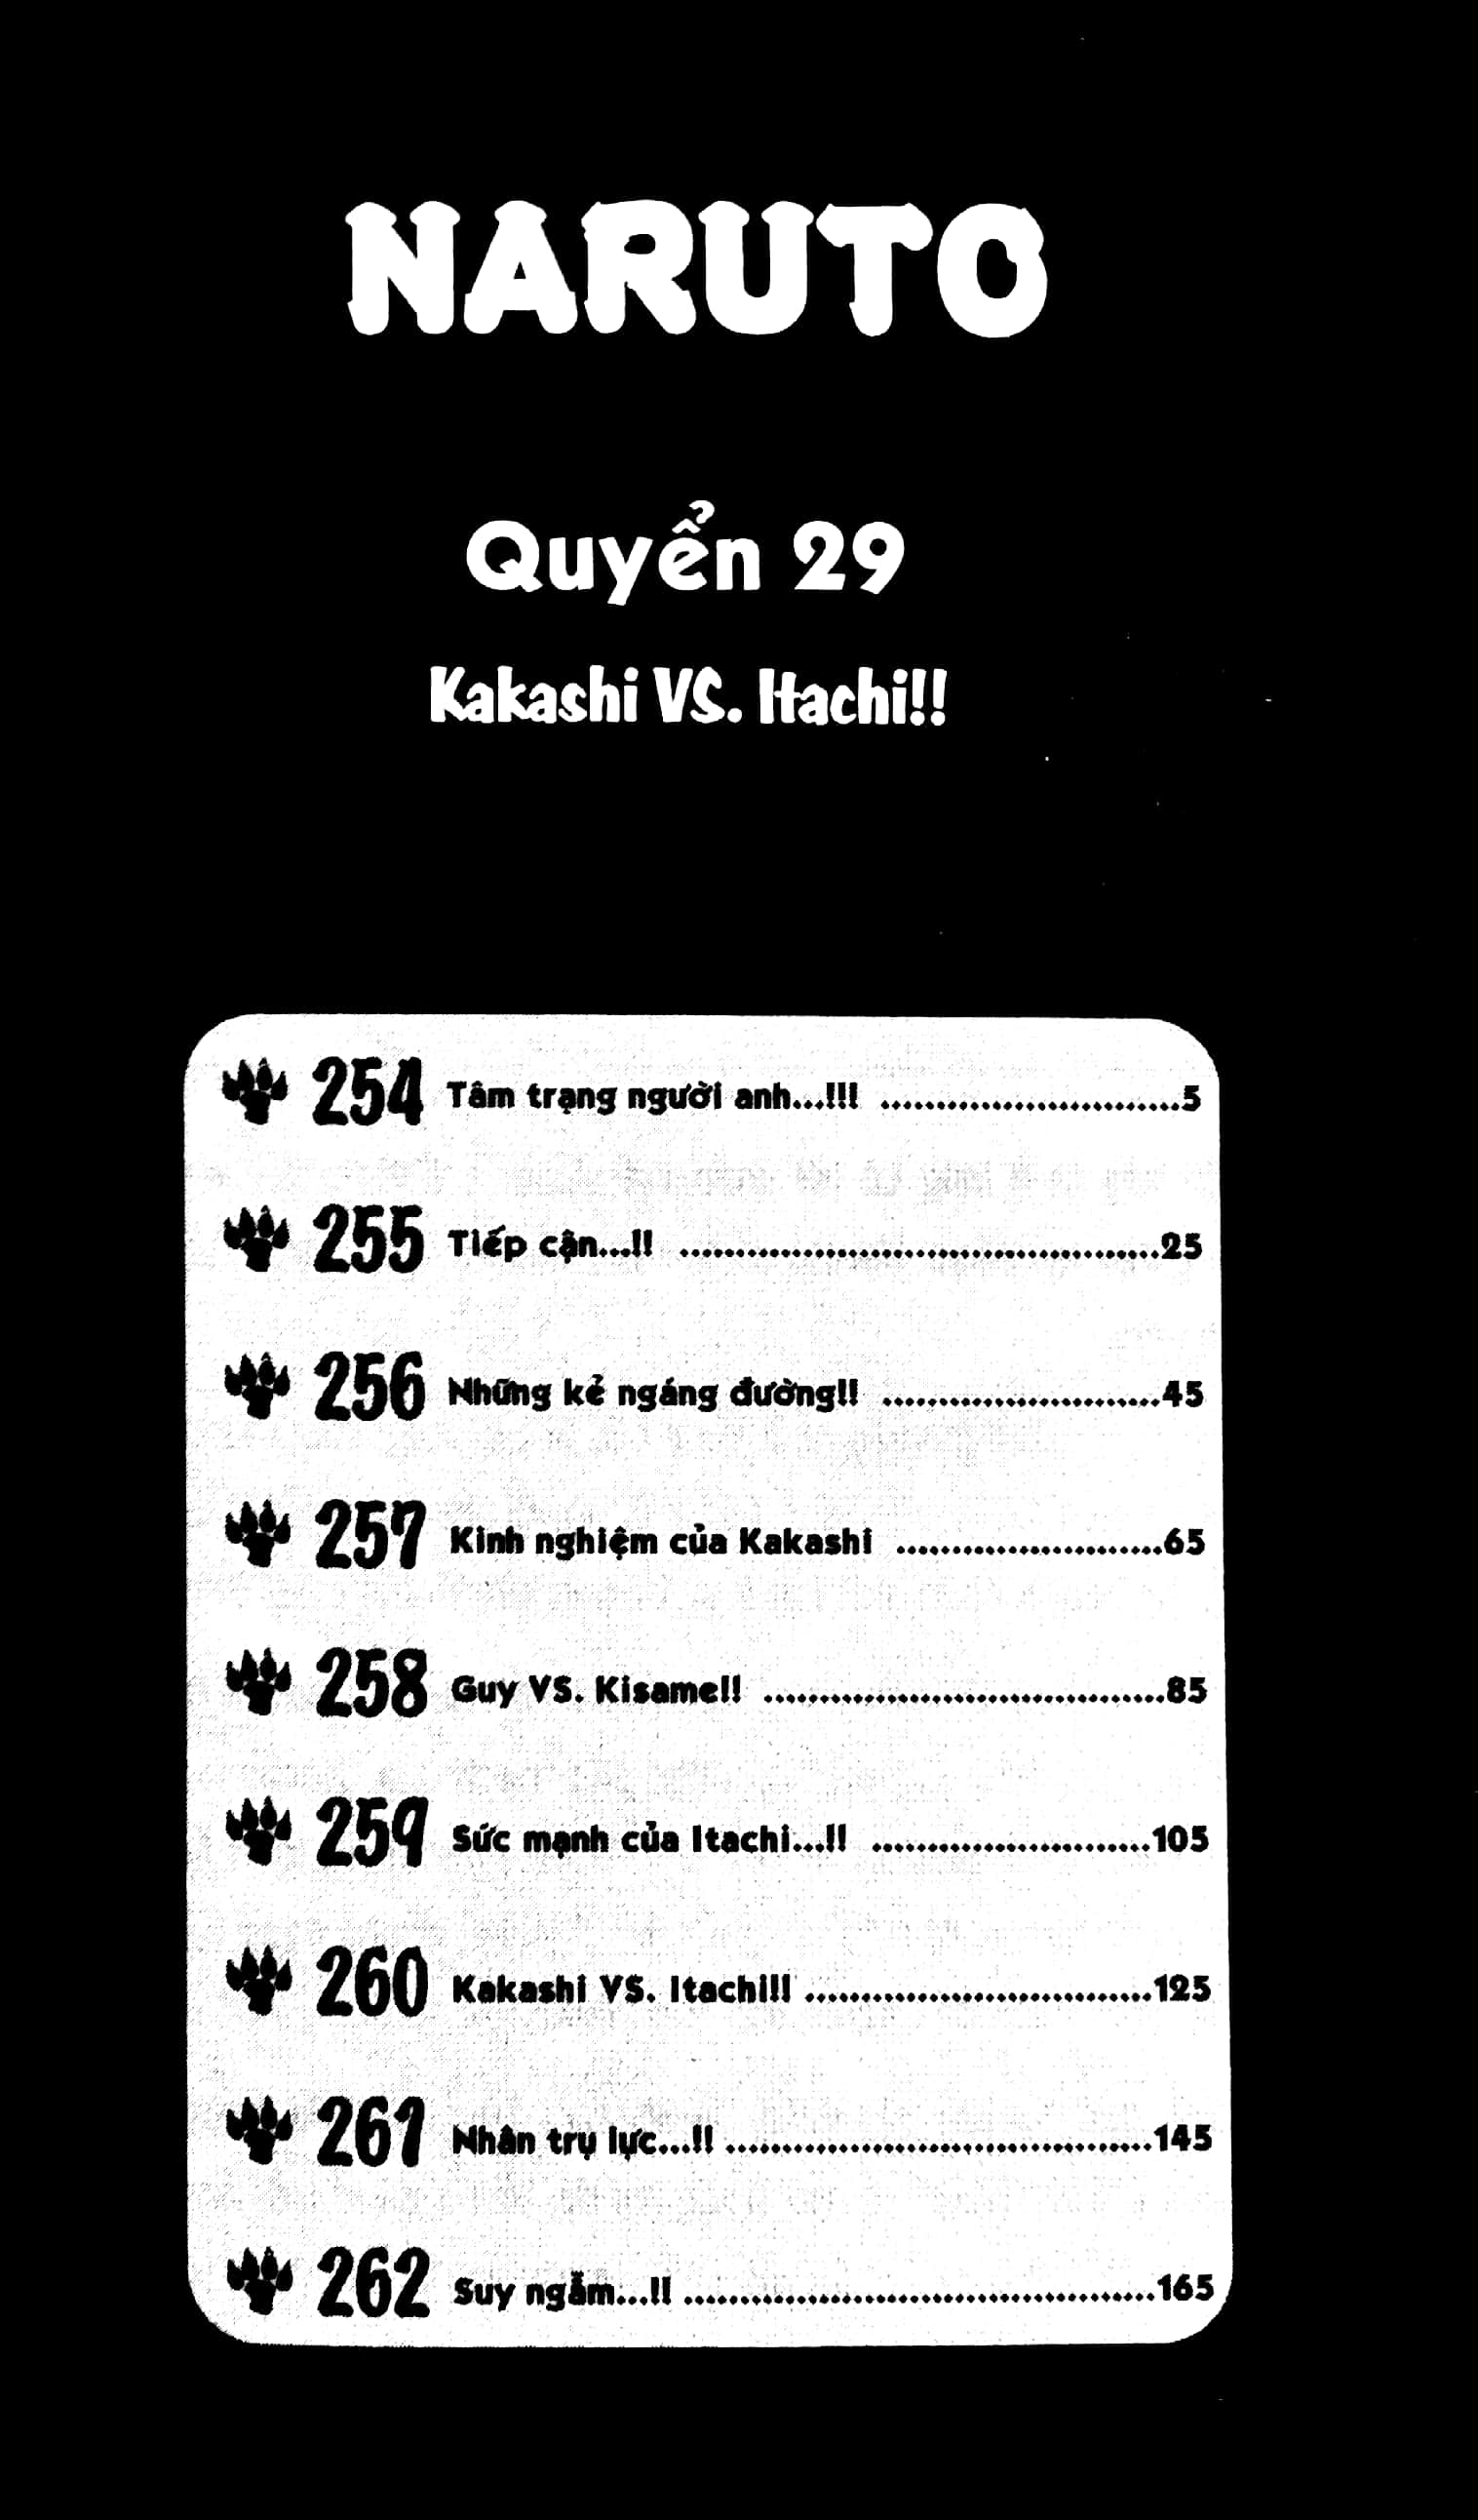 NARUTO
Quyển 29
Kakashi VS. Itachi!!
254 Tâm trạng người anh...!!! ...........................5
255 Tiếp cận...!! ...........................................25
256 Những kẻ ngáng đường!! .........................45
257 Kinh nghiệm của Kakashi ........................65
258 Guy VS. Kisame!! ....................................85
259 Sức mạnh của Itachi...!! .........................105
260 Kakashi VS. Itachi!!! ...............................125
261 Nhân trụ lực...!! ......................................145
262 Suy ngẫm...!! ..........................................165